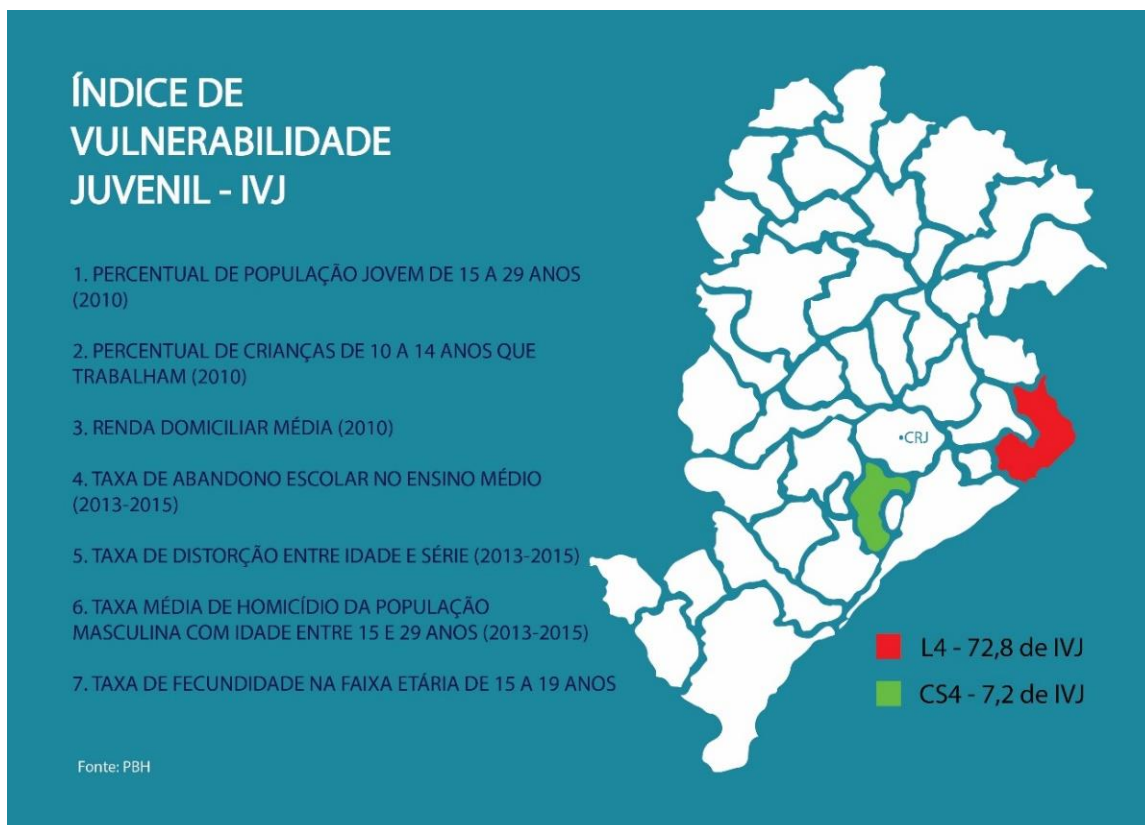 ÍNDICE DE
VULNERABILIDADE
JUVENIL - IVJ
1. PERCENTUAL DE POPULAÇÃO JOVEM DE 15 A 29 ANOS
(2010)
2. PERCENTUAL DE CRIANÇAS DE 10 A 14 ANOS QUE
TRABALHAM (2010)
3. RENDA DOMICILIAR MÉDIA (2010)
4. TAXA DE ABANDONO ESCOLAR NO ENSINO MÉDIO
(2013-2015)
5. TAXA DE DISTORÇÃO ENTRE IDADE E SÉRIE (2013-2015)
6. TAXA MÉDIA DE HOMICÍDIO DA POPULAÇÃO
MASCULINA COM IDADE ENTRE 15 E 29 ANOS (2013-2015)
7. TAXA DE FECUNDIDADE NA FAIXA ETÁRIA DE 15 A 19 ANOS
Fonte: PBH
•CRJ
L4 - 72,8 de IVJ
CS4 - 7,2 de IVJ